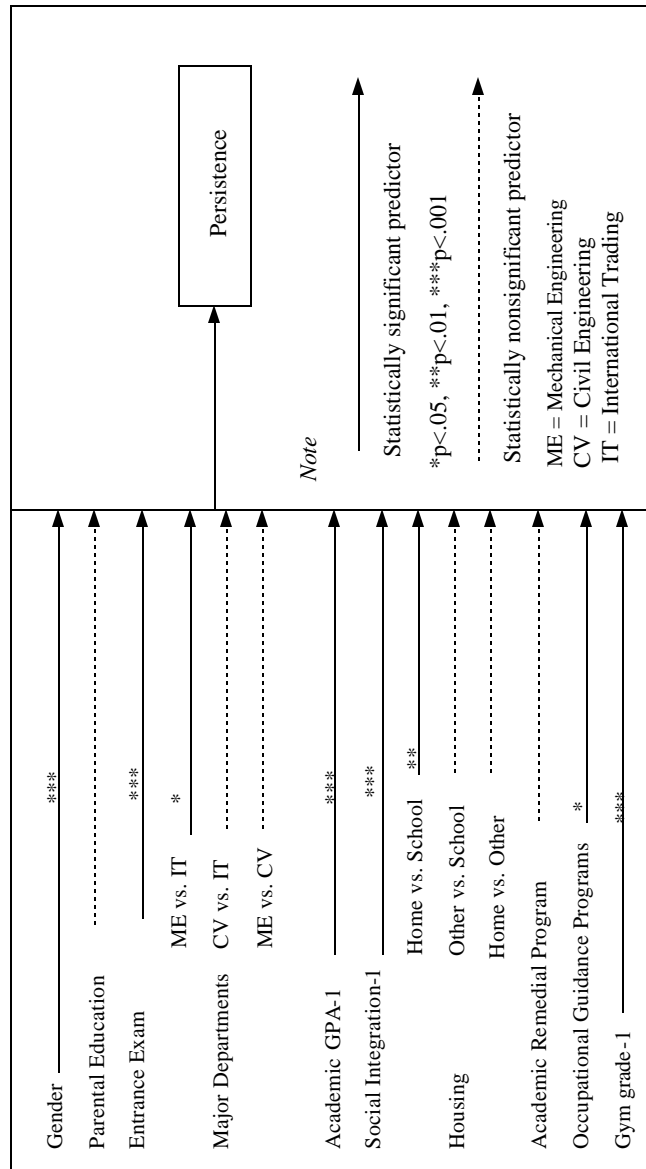 Gender ***
Parental Education
Entrance Exam ***
Major Departments
ME vs. IT *
CV vs. IT
ME vs. CV
Academic GPA-1 ***
Social Integration-1 ***
Housing
Home vs. School **
Other vs. School
Home vs. Other
Academic Remedial Program
Occupational Guidance Programs *
Gym grade-1 ***
Persistence
Note
Statistically significant predictor
*p<.05, **p<.01, ***p<.001
Statistically nonsignificant predictor
ME = Mechanical Engineering
CV = Civil Engineering
IT = International Trading